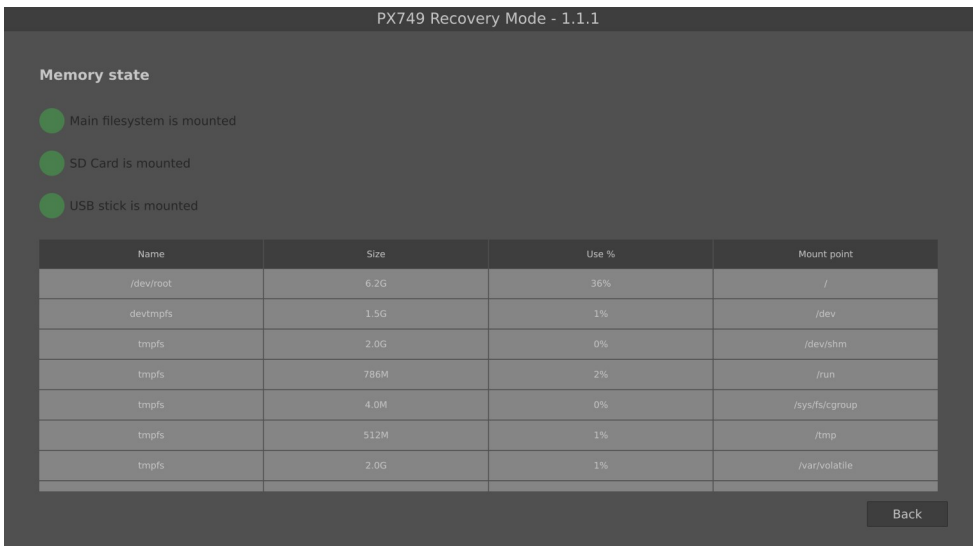 PX749 Recovery Mode - 1.1.1
Memory state
Main filesystem is mounted
SD Card is mounted
USB stick is mounted
Name Size Use % Mount point
/dev/root 6.2G 36% /
devtmpfs 1.5G 1% /dev
tmpfs 2.0G 0% /dev/shm
tmpfs 786M 2% /run
tmpfs 4.0M 0% /sys/fs/cgroup
tmpfs 512M 1% /tmp
tmpfs 2.0G 1% /var/volatile
Back